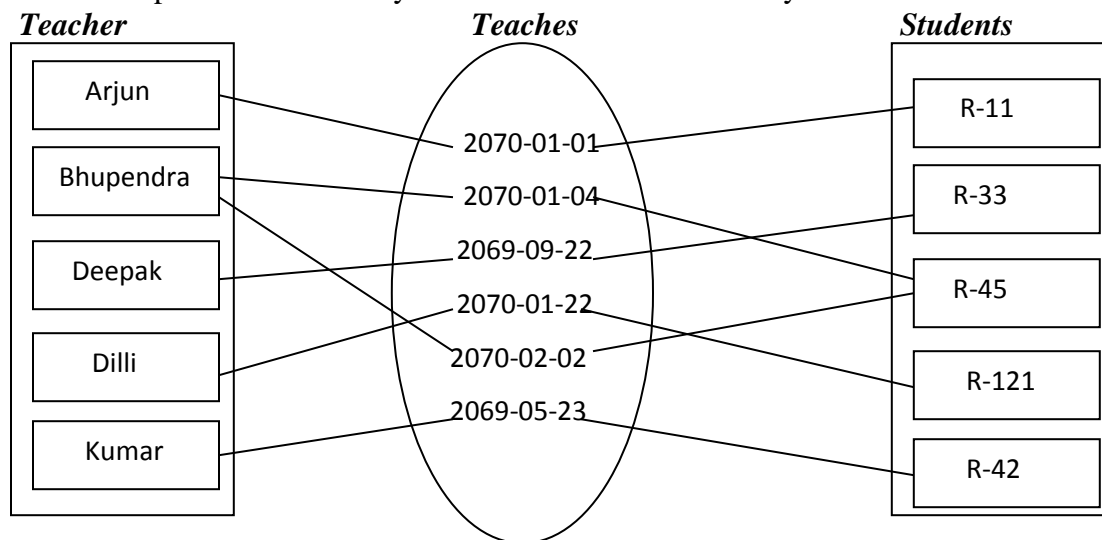 Teacher Teaches Students
Arjun
Bhupendra
Deepak
Dilli
Kumar
2070-01-01
2070-01-04
2069-09-22
2070-01-22
2070-02-02
2069-05-23
R-11
R-33
R-45
R-121
R-42